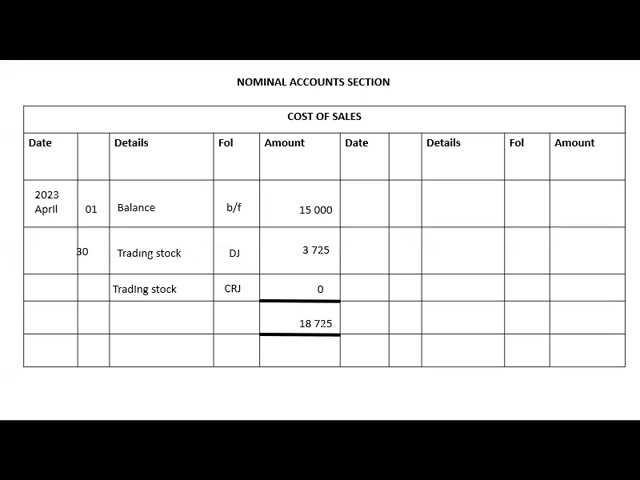 NOMINAL ACCOUNTS SECTION
COST OF SALES
Date Details Fol Amount Date Details Fol Amount
2023
April 01 Balance b/f 15 000
30 Trading stock DJ 3 725
Trading stock CRJ 0
18 725